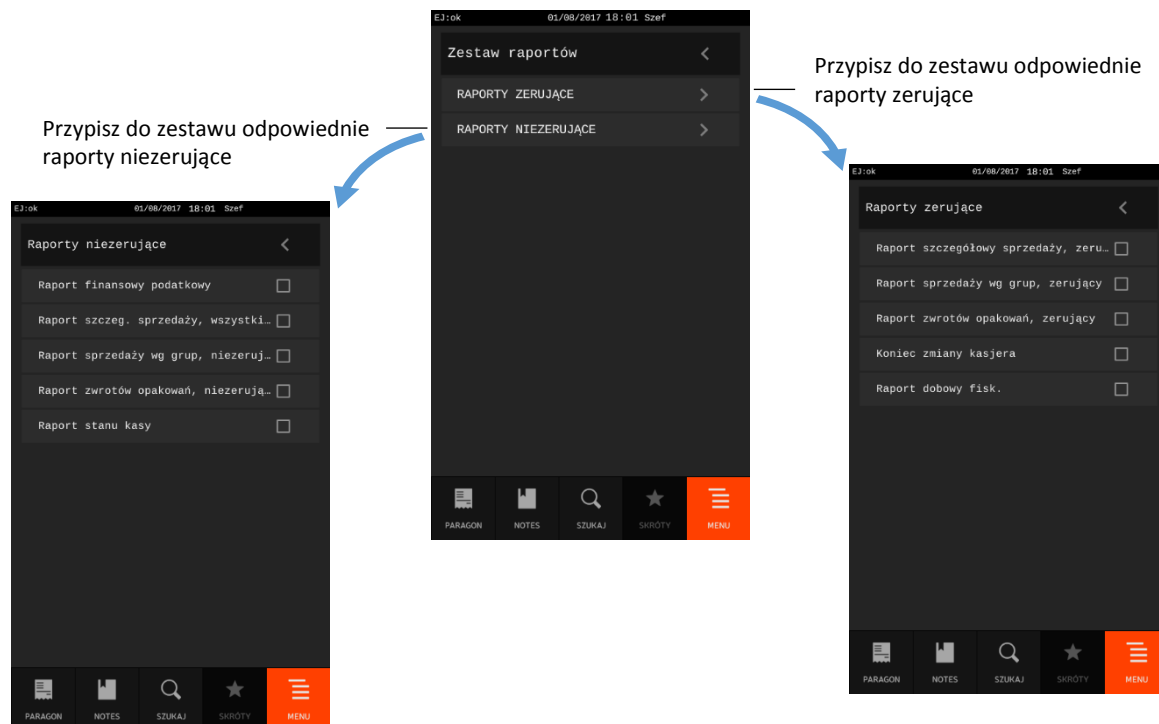 EJ:ok 01/08/2017 18:01 Szef
Zestaw raportów
RAPORTY ZERUJĄCE
RAPORTY NIEZERUJĄCE
PARAGON NOTES SZUKAJ SKRÓTY MENU
Przypisz do zestawu odpowiednie
raporty zerujące
Przypisz do zestawu odpowiednie
raporty niezerujące
EJ:ok 01/08/2017 18:01 Szef
Raporty niezerujące
Raport finansowy podatkowy
Raport szczeg. sprzedaży, wszystki…
Raport sprzedaży wg grup, niezeruj…
Raport zwrotów opakowań, niezerują…
Raport stanu kasy
PARAGON NOTES SZUKAJ SKRÓTY MENU
EJ:ok 01/08/2017 18:01 Szef
Raporty zerujące
Raport szczegółowy sprzedaży, zeru…
Raport sprzedaży wg grup, zerujący
Raport zwrotów opakowań, zerujący
Koniec zmiany kasjera
Raport dobowy fisk.
PARAGON NOTES SZUKAJ SKRÓTY MENU